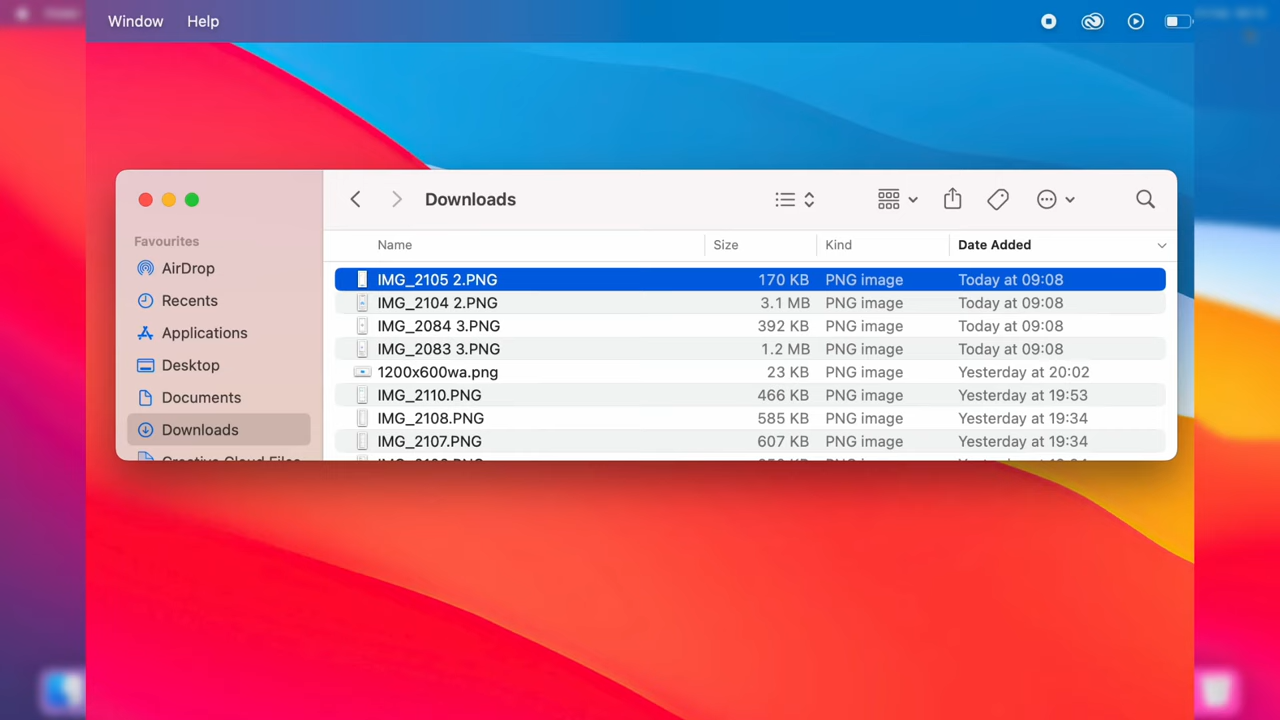 Window Help
Downloads
Favourites
AirDrop
Recents
Applications
Desktop
Documents
Downloads
Creative Cloud Files
Name Size Kind Date Added
IMG_2105 2.PNG 170 KB PNG image Today at 09:08
IMG_2104 2.PNG 3.1 MB PNG image Today at 09:08
IMG_2084 3.PNG 392 KB PNG image Today at 09:08
IMG_2083 3.PNG 1.2 MB PNG image Today at 09:08
1200x600wa.png 23 KB PNG image Yesterday at 20:02
IMG_2110.PNG 466 KB PNG image Yesterday at 19:53
IMG_2108.PNG 585 KB PNG image Yesterday at 19:34
IMG_2107.PNG 607 KB PNG image Yesterday at 19:34